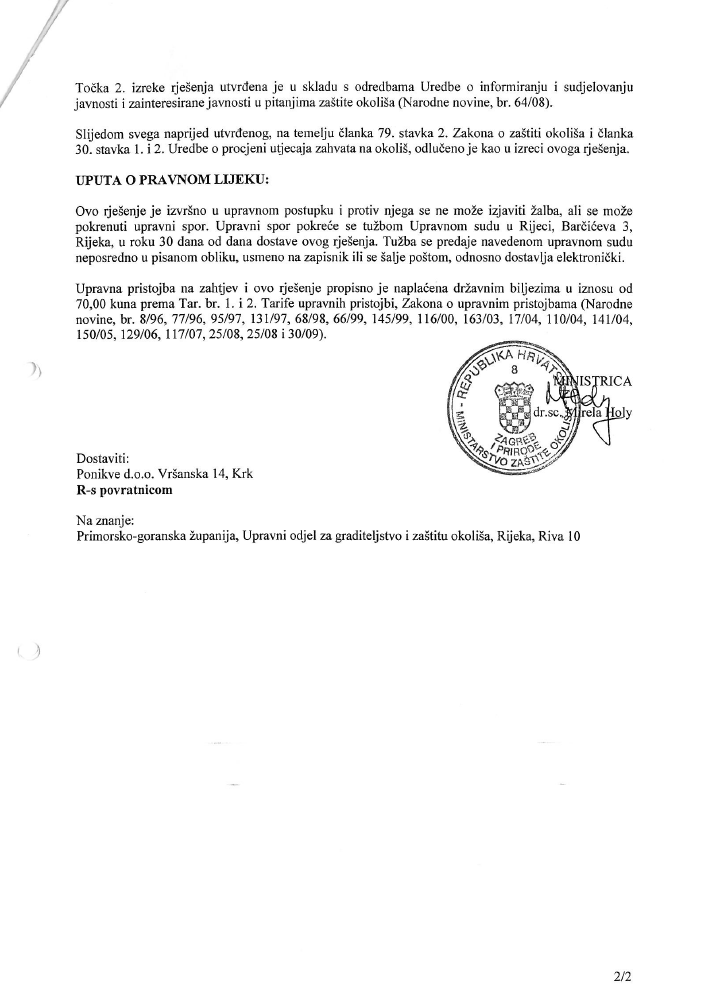 Točka 2. izreke rješenja utvrđena je u skladu s odredbama Uredbe o informiranju i sudjelovanju
javnosti i zainteresirane javnosti u pitanjima zaštite okoliša (Narodne novine, br. 64/08).
Slijedom svega naprijed utvrđenog, na temelju članka 79. stavka 2. Zakona o zaštiti okoliša i članka
30. stavka 1. i 2. Uredbe o procjeni utjecaja zahvata na okoliš, odlučeno je kao u izreci ovoga rješenja.
UPUTA O PRAVNOM LIJEKU:
Ovo rješenje je izvršno u upravnom postupku i protiv njega se ne može izjaviti žalba, ali se može
pokrenuti upravni spor. Upravni spor pokreće se tužbom Upravnom sudu u Rijeci, Barčićeva 3,
Rijeka, u roku 30 dana od dana dostave ovog rješenja. Tužba se predaje navedenom upravnom sudu
neposredno u pisanom obliku, usmeno na zapisnik ili se šalje poštom, odnosno dostavlja elektronički.
Upravna pristojba na zahtjev i ovo rješenje propisno je naplaćena državnim biljezima u iznosu od
70,00 kuna prema Tar. br. 1. i 2. Tarife upravnih pristojbi, Zakona o upravnim pristojbama (Narodne
novine, br. 8/96, 77/96, 95/97, 131/97, 68/98, 66/99, 145/99, 116/00, 163/03, 17/04, 110/04, 141/04,
150/05, 129/06, 117/07, 25/08, 25/08 i 30/09).
REPUBLIKA HRVATSKA
8
MINISTARSTVO ZAŠTITE OKOLIŠA
I PRIRODE
ZAGREB
MINISTRICA
dr.sc. Mirela Holy
Dostaviti:
Ponikve d.o.o. Vršanska 14, Krk
R-s povratnicom
Na znanje:
Primorsko-goranska županija, Upravni odjel za graditeljstvo i zaštitu okoliša, Rijeka, Riva 10
2/2